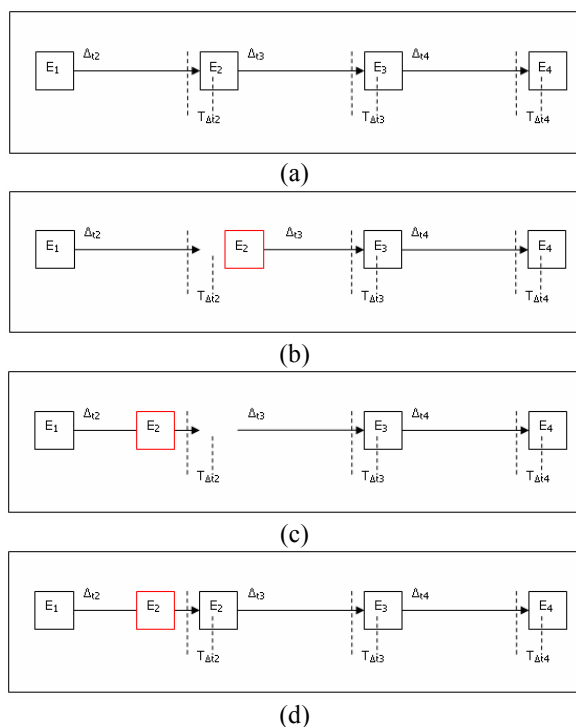 Δt2 Δt3 Δt4
E1 E2 E3 E4
TΔt2 TΔt3 TΔt4
(a)
Δt2 Δt3 Δt4
E1 E2 E3 E4
TΔt2 TΔt3 TΔt4
(b)
Δt2 Δt3 Δt4
E1 E2 E3 E4
TΔt2 TΔt3 TΔt4
(c)
Δt2 Δt3 Δt4
E1 E2 E2 E3 E4
TΔt2 TΔt3 TΔt4
(d)